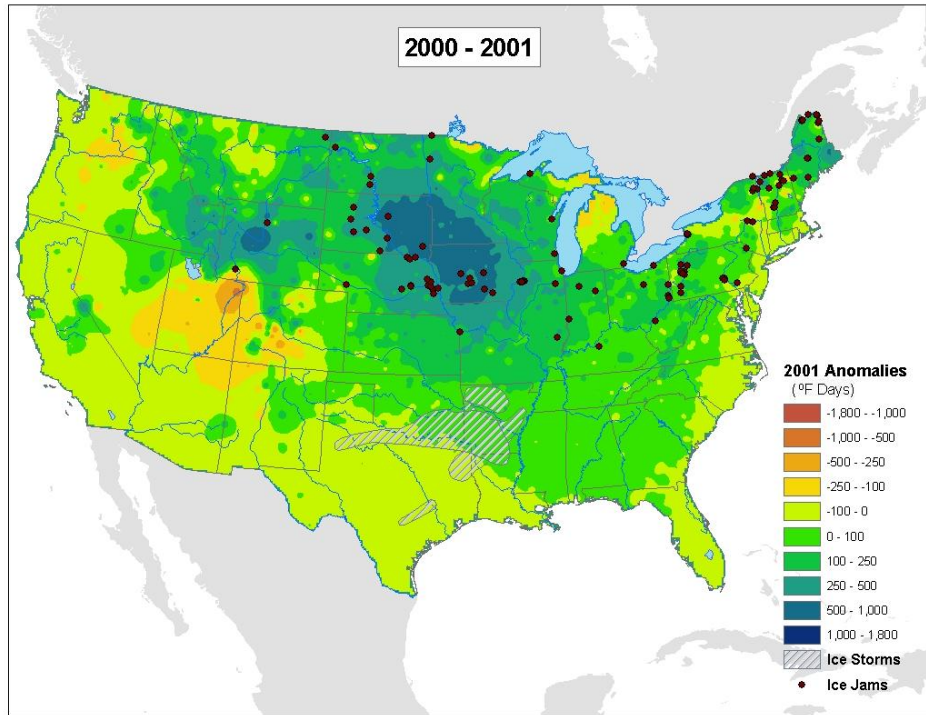 2000 - 2001
2001 Anomalies
(ºF Days)
-1,800 - -1,000
-1,000 - -500
-500 - -250
-250 - -100
-100 - 0
0 - 100
100 - 250
250 - 500
500 - 1,000
1,000 - 1,800
Ice Storms
Ice Jams